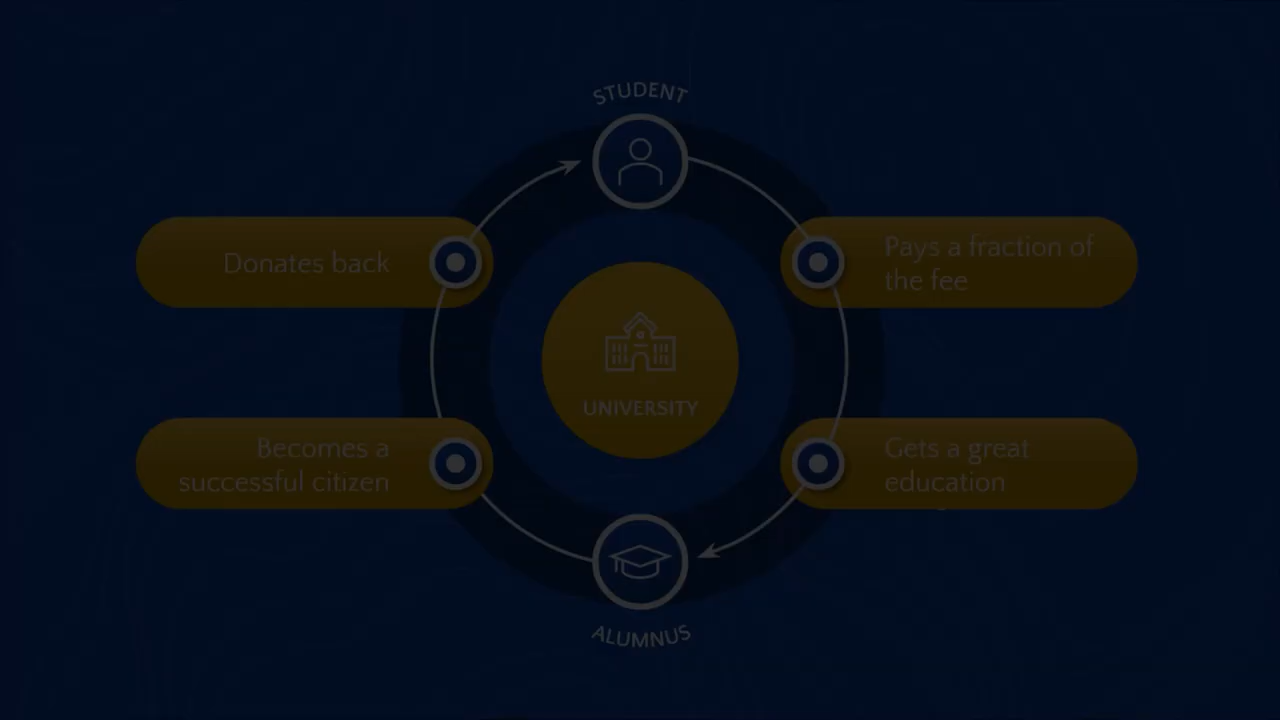 STUDENT
Donates back
Pays a fraction of
the fee
UNIVERSITY
Becomes a
successful citizen
Gets a great
education
ALUMNUS